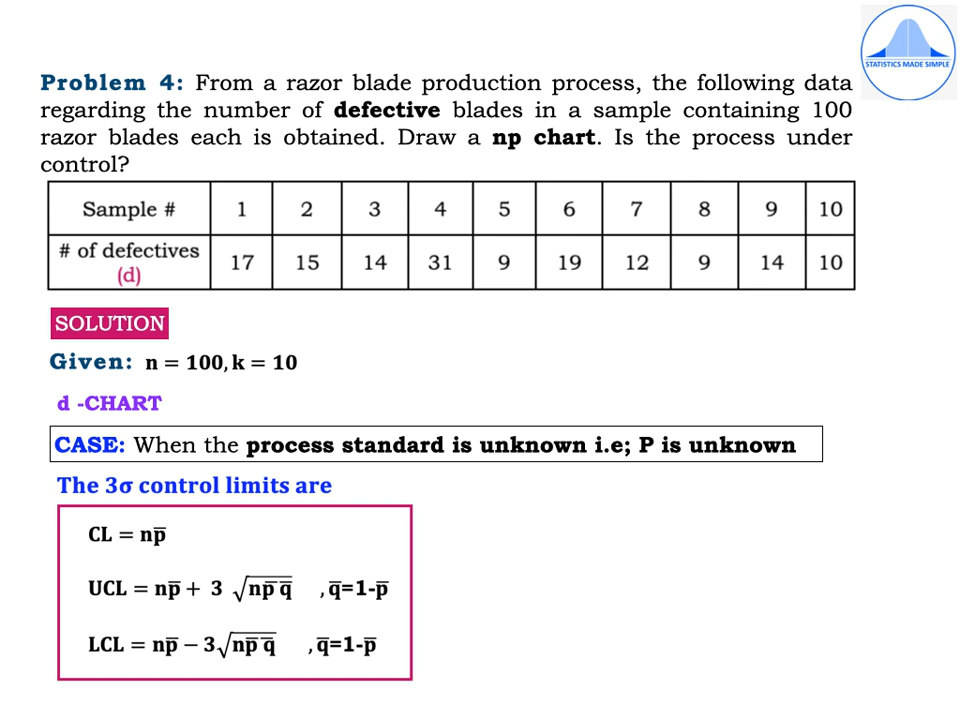 STATISTICS MADE SIMPLE
Problem 4: From a razor blade production process, the following data
regarding the number of defective blades in a sample containing 100
razor blades each is obtained. Draw a np chart. Is the process under
control?
Sample # 1 2 3 4 5 6 7 8 9 10
# of defectives
(d) 17 15 14 31 9 19 12 9 14 10
SOLUTION
Given: n = 100, k = 10
d -CHART
CASE: When the process standard is unknown i.e; P is unknown
The 3σ control limits are
CL = np̅
UCL = np̅ + 3 √np̅ q̅ , q̅=1-p̅
LCL = np̅ − 3√np̅ q̅ , q̅=1-p̅